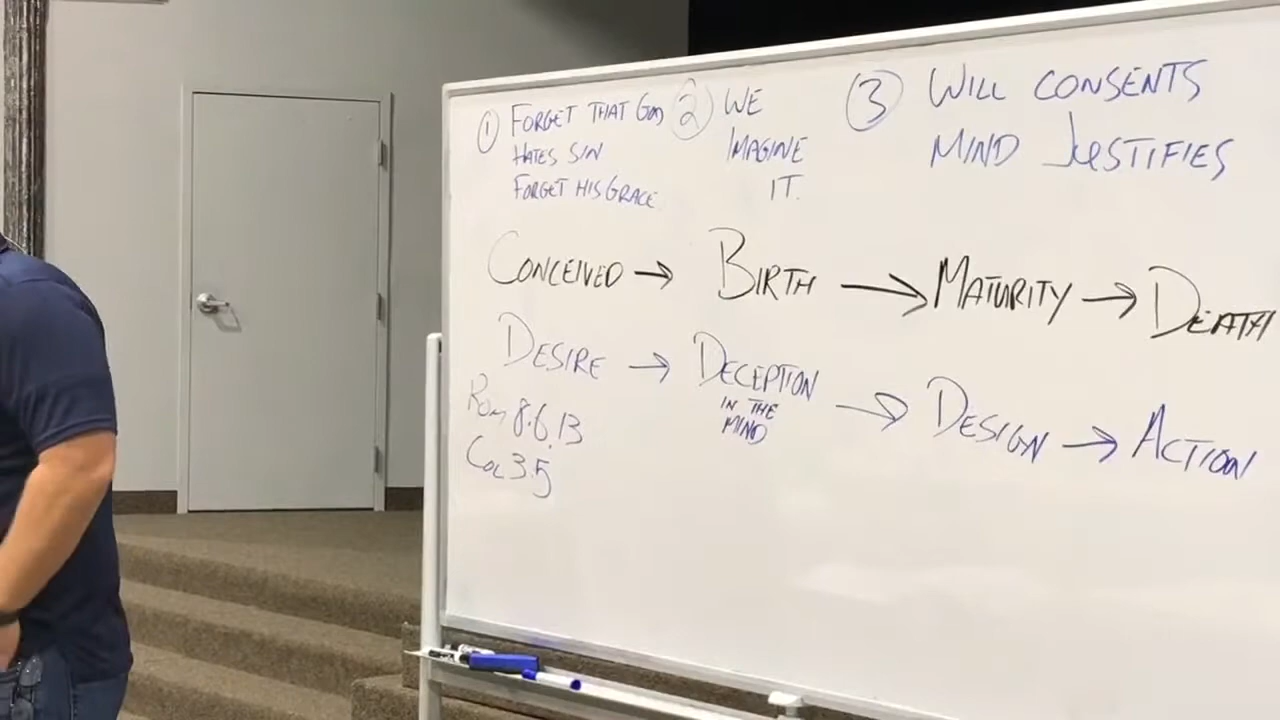 ① FORGET THAT GOD
HATES SIN
FORGET HIS GRACE
② WE
IMAGINE
IT.
③ WILL CONSENTS
MIND JUSTIFIES
CONCEIVED → BIRTH → MATURITY → DEATH
DESIRE → DECEPTION → DESIGN → ACTION
IN THE
MIND
Rom 8.6.13
Col 3.5